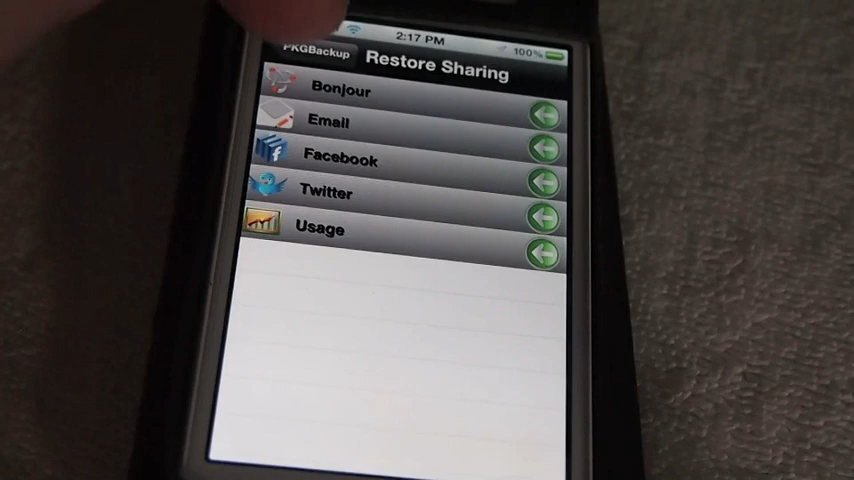 2:17 PM
100%
PKGBackup
Restore Sharing
Bonjour
Email
Facebook
Twitter
Usage